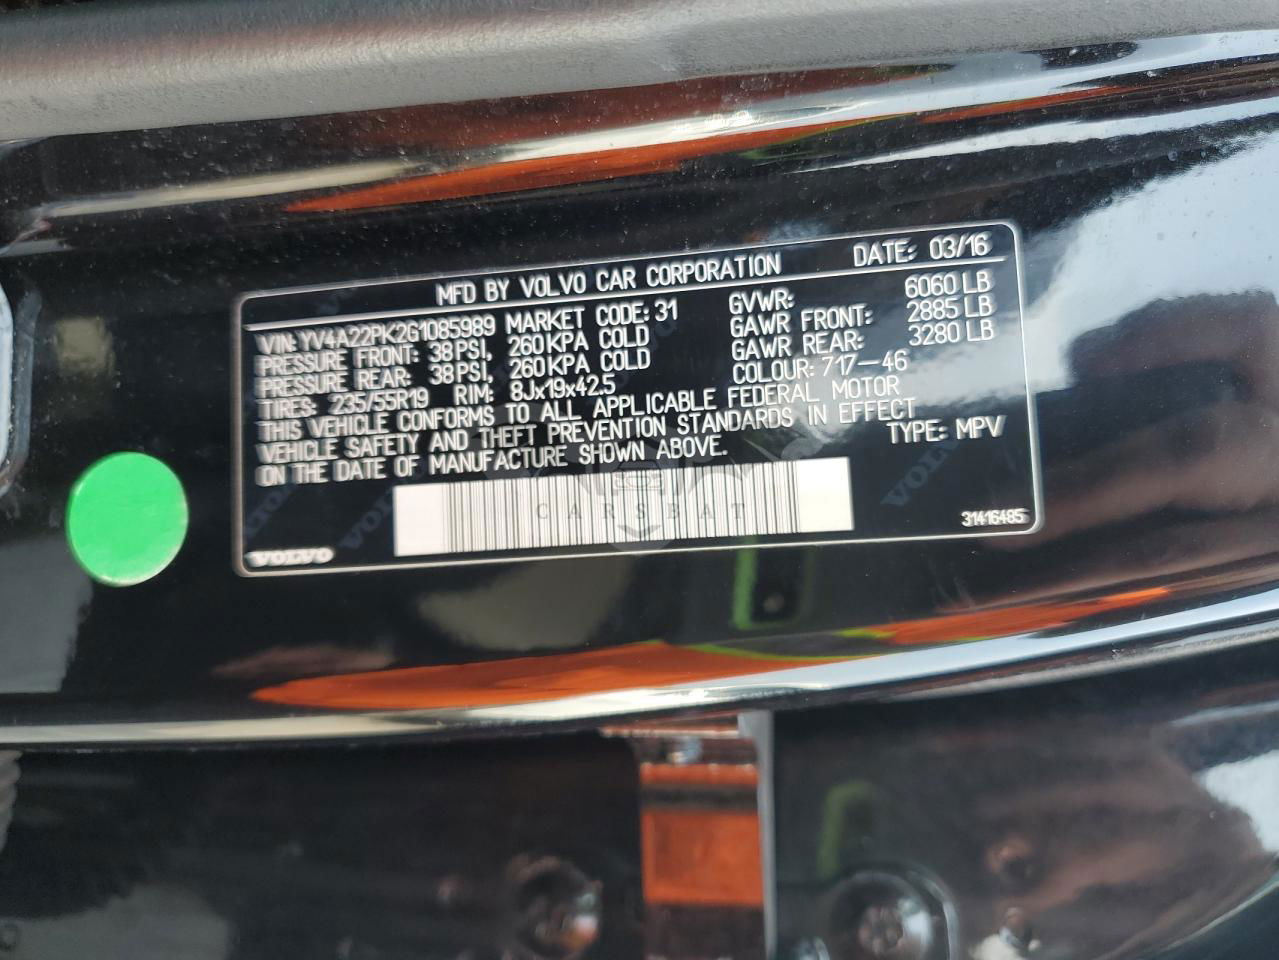 MFD BY VOLVO CAR CORPORATION DATE: 03/16
VIN: YV4A22PK2G1085989 MARKET CODE: 31 GVWR: 6060 LB
PRESSURE FRONT: 38 PSI, 260 KPA COLD GAWR FRONT: 2885 LB
PRESSURE REAR: 38 PSI, 260 KPA COLD GAWR REAR: 3280 LB
TIRES: 235/55R19 RIM: 8Jx19x42.5 COLOUR: 717-46
THIS VEHICLE CONFORMS TO ALL APPLICABLE FEDERAL MOTOR
VEHICLE SAFETY AND THEFT PREVENTION STANDARDS IN EFFECT
ON THE DATE OF MANUFACTURE SHOWN ABOVE. TYPE: MPV
CARSBAT
31416485
VOLVO